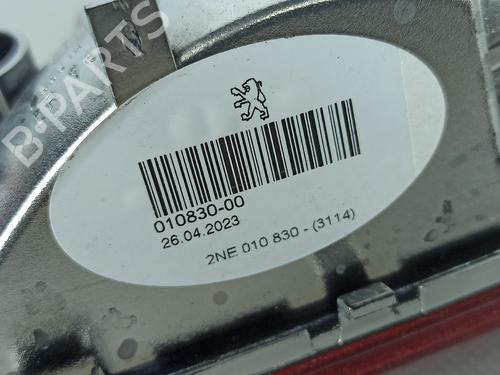 B-PARTS
010830-00
26.04.2023
2NE 010 830 - (3114)